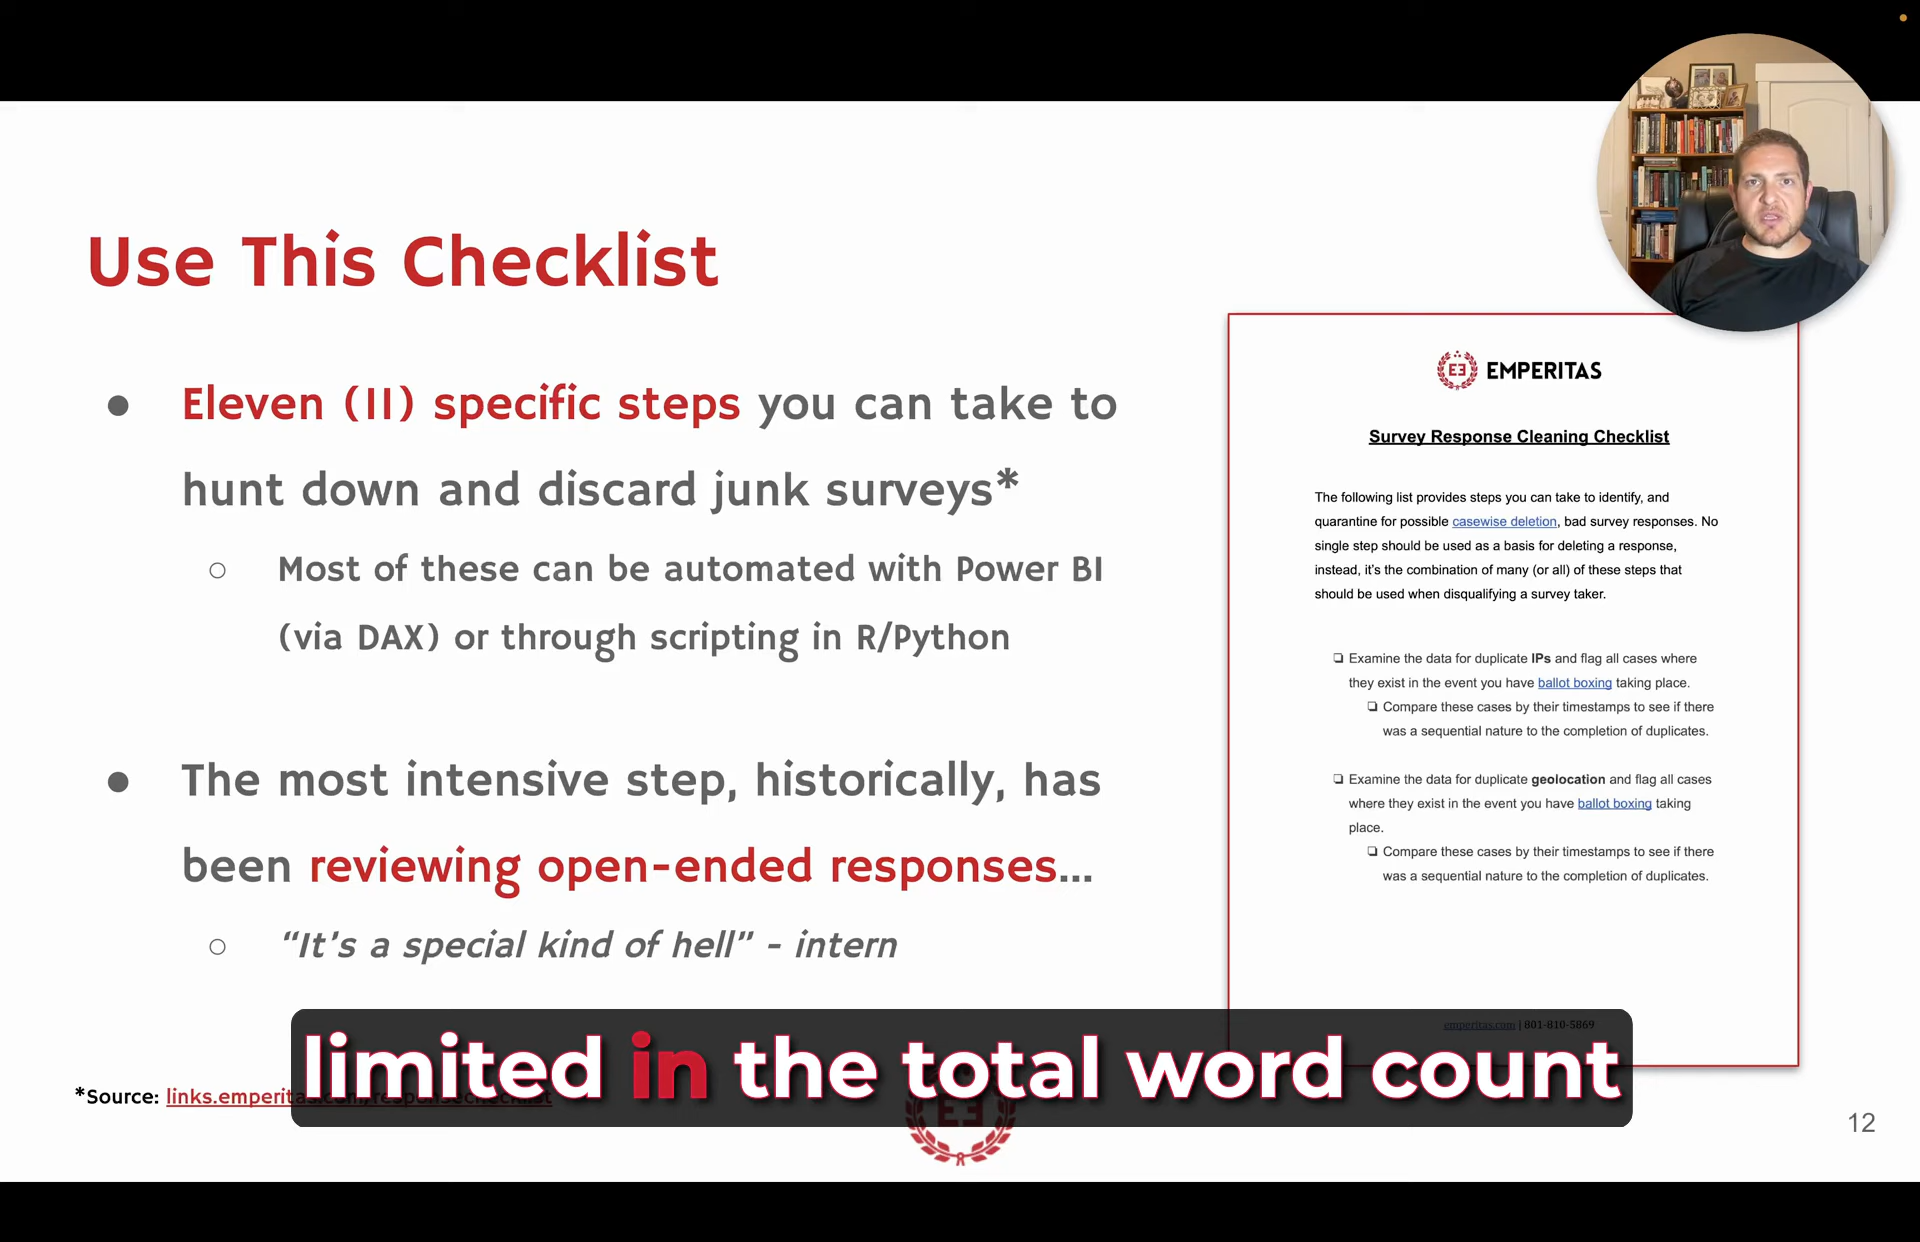 Use This Checklist
● Eleven (11) specific steps you can take to
hunt down and discard junk surveys*
○ Most of these can be automated with Power BI
(via DAX) or through scripting in R/Python
● The most intensive step, historically, has
been reviewing open-ended responses...
○ “It's a special kind of hell” - intern
EMPERITAS
Survey Response Cleaning Checklist
The following list provides steps you can take to identify, and
quarantine for possible casewise deletion, bad survey responses. No
single step should be used as a basis for deleting a response,
instead, it's the combination of many (or all) of these steps that
should be used when disqualifying a survey taker.
❏ Examine the data for duplicate IPs and flag all cases where
they exist in the event you have ballot boxing taking place.
❏ Compare these cases by their timestamps to see if there
was a sequential nature to the completion of duplicates.
❏ Examine the data for duplicate geolocation and flag all cases
where they exist in the event you have ballot boxing taking
place.
❏ Compare these cases by their timestamps to see if there
was a sequential nature to the completion of duplicates.
emperitas.com | 801-810-5869
limited in the total word count
*Source: links.emperitas.com/responsechecklist
12